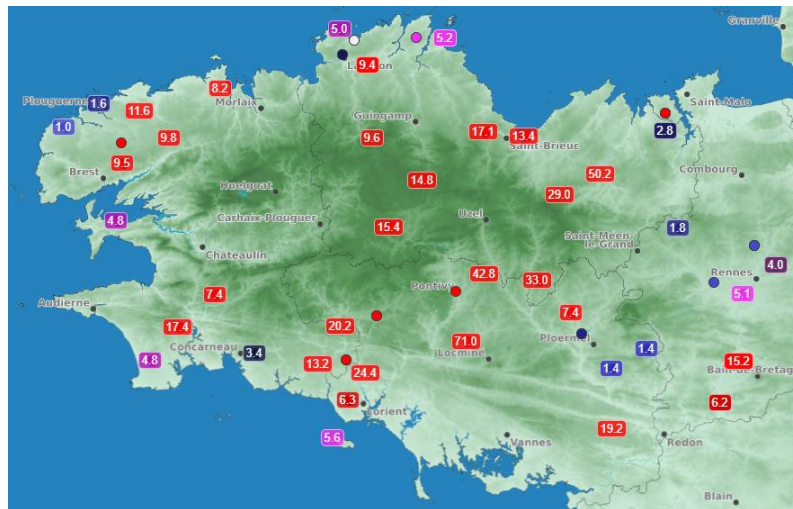 Granville
5.0
5.2
Lannion
9.4
8.2
Plouguerne
1.6
11.6
Morlaix
Saint-Malo
1.0
9.8
9.6
Guingamp
17.1
13.4
Saint-Brieuc
2.8
9.5
Brest
Huelgoat
14.8
50.2
29.0
Combourg
4.8
Carhaix-Plouguer
15.4
Uzel
Saint-Méen
le-Grand
1.8
Châteaulin
42.8
33.0
Rennes
4.0
Pontivy
5.1
Audierne
7.4
7.4
17.4
20.2
Ploermel
Concarneau
3.4
71.0
Locmine
1.4
4.8
13.2
24.4
1.4
15.2
Bain-de-Bretag
6.3
Lorient
6.2
5.6
19.2
Vannes
Redon
Blain